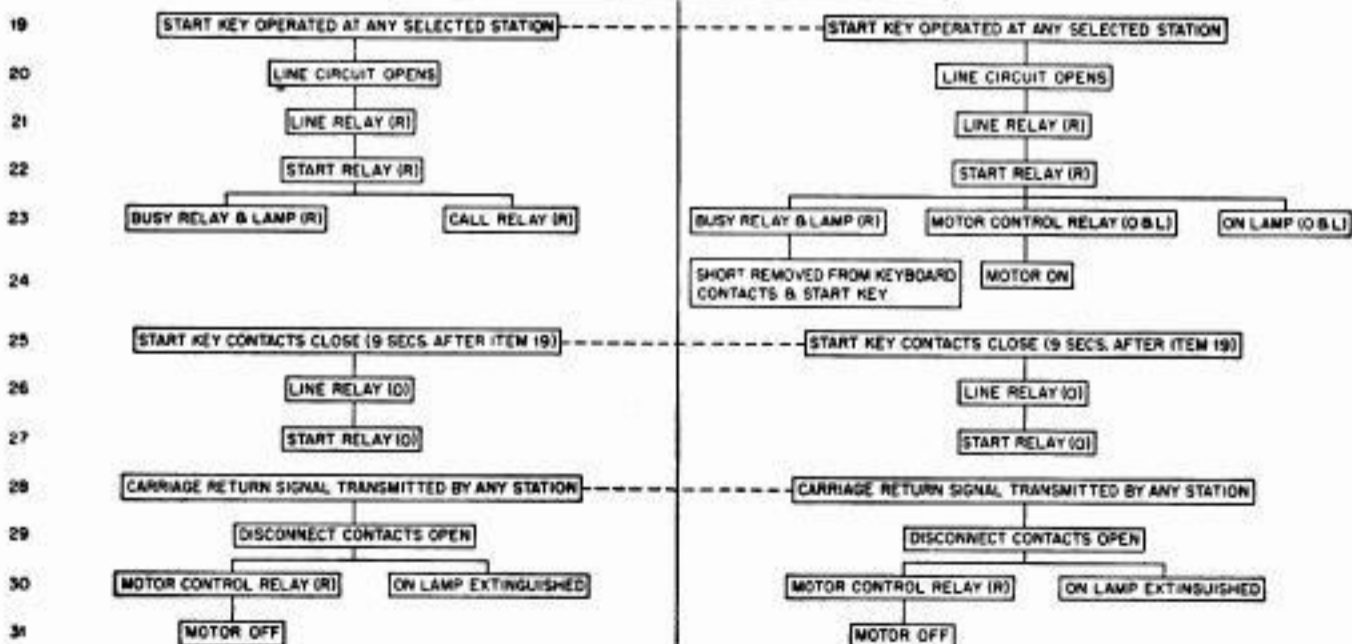 19 START KEY OPERATED AT ANY SELECTED STATION START KEY OPERATED AT ANY SELECTED STATION
20 LINE CIRCUIT OPENS LINE CIRCUIT OPENS
21 LINE RELAY (R) LINE RELAY (R)
22 START RELAY (R) START RELAY (R)
23 BUSY RELAY & LAMP (R) CALL RELAY (R) BUSY RELAY & LAMP (R) MOTOR CONTROL RELAY (O & L) ON LAMP (O & L)
24 SHORT REMOVED FROM KEYBOARD MOTOR ON
CONTACTS & START KEY
25 START KEY CONTACTS CLOSE (9 SECS. AFTER ITEM 19) START KEY CONTACTS CLOSE (9 SECS. AFTER ITEM 19)
26 LINE RELAY (O) LINE RELAY (O)
27 START RELAY (O) START RELAY (O)
28 CARRIAGE RETURN SIGNAL TRANSMITTED BY ANY STATION CARRIAGE RETURN SIGNAL TRANSMITTED BY ANY STATION
29 DISCONNECT CONTACTS OPEN DISCONNECT CONTACTS OPEN
30 MOTOR CONTROL RELAY (R) ON LAMP EXTINGUISHED MOTOR CONTROL RELAY (R) ON LAMP EXTINGUISHED
31 MOTOR OFF MOTOR OFF